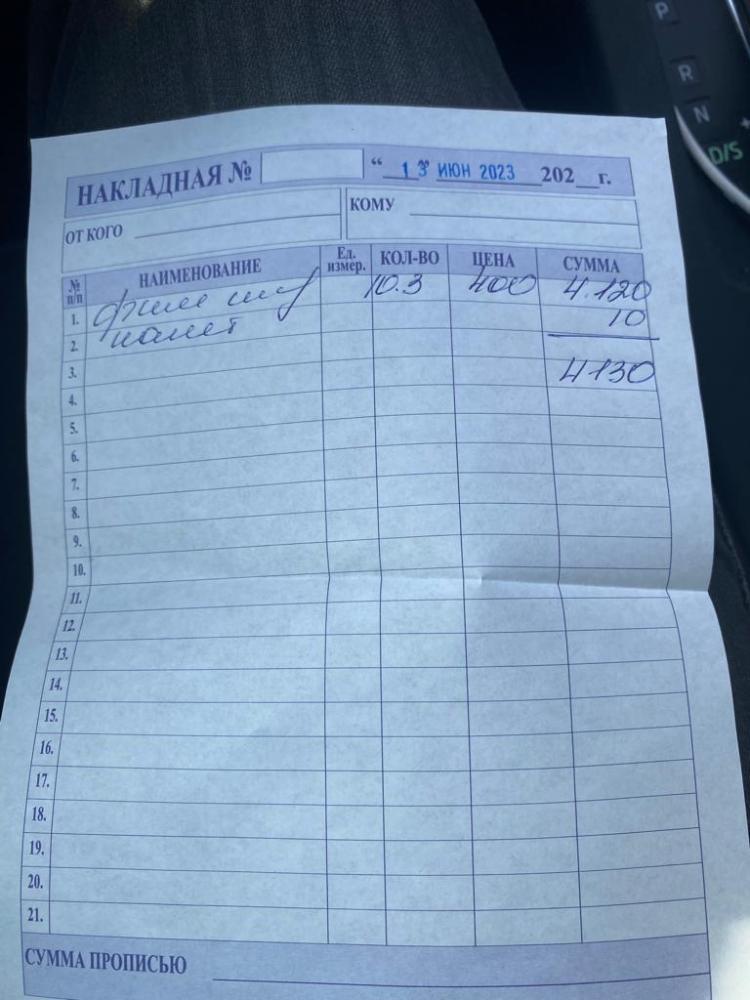 P
R
N
D/S
НАКЛАДНАЯ № “ 13 ИЮН 2023 202 г.
ОТ КОГО
КОМУ
№ п/п НАИМЕНОВАНИЕ Ед. измер. КОЛ-ВО ЦЕНА СУММА
1. филе 10.3 400 4.120
2. пакет 10
3. 4130
4.
5.
6.
7.
8.
9.
10.
11.
12.
13.
14.
15.
16.
17.
18.
19.
20.
21.
СУММА ПРОПИСЬЮ